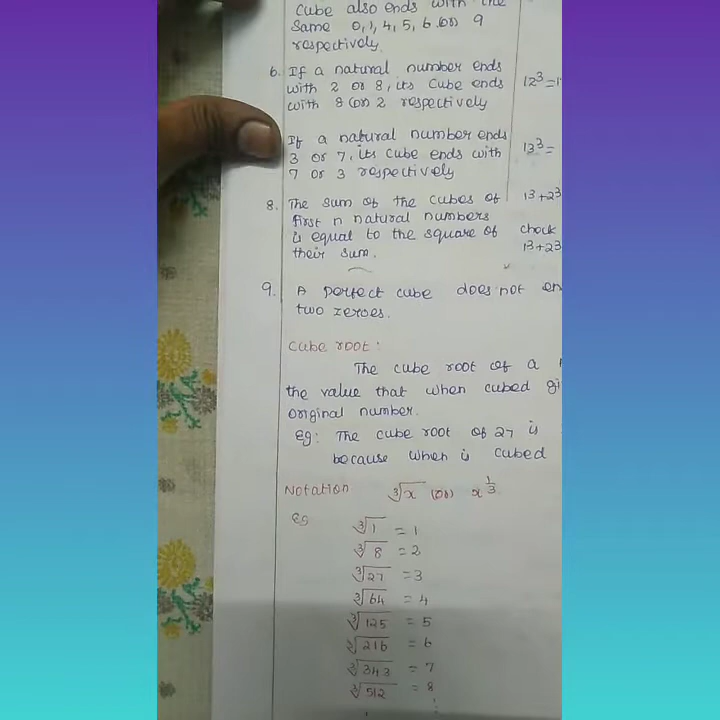 Cube also ends with the
Same 0, 1, 4, 5, 6 or 9
respectively.
6. If a natural number ends
with 2 or 8, its Cube ends
with 8 (or) 2 respectively
12³ = 1
If a natural number ends
3 or 7, its cube ends with
7 or 3 respectively
13³ =
8. The sum of the cubes of
first n natural numbers
is equal to the square of
their sum.
1³ + 2³
check
1³ + 2³
9. A perfect cube does not en
two zeroes.
Cube root:
The cube root of a
the value that when cubed gi
original number.
Eg: The cube root of 27 is
because when is cubed
Notation ∛x (or) x^1/3
Eg
∛1 = 1
∛8 = 2
∛27 = 3
∛64 = 4
∛125 = 5
∛216 = 6
∛343 = 7
∛512 = 8